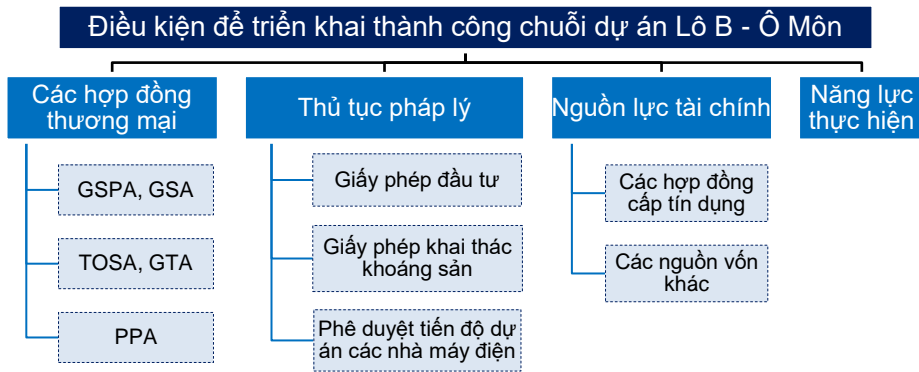 Điều kiện để triển khai thành công chuỗi dự án Lô B - Ô Môn
Các hợp đồng
thương mại
GSPA, GSA
TOSA, GTA
PPA
Thủ tục pháp lý
Giấy phép đầu tư
Giấy phép khai thác
khoáng sản
Phê duyệt tiến độ dự
án các nhà máy điện
Nguồn lực tài chính
Các hợp đồng
cấp tín dụng
Các nguồn vốn
khác
Năng lực
thực hiện